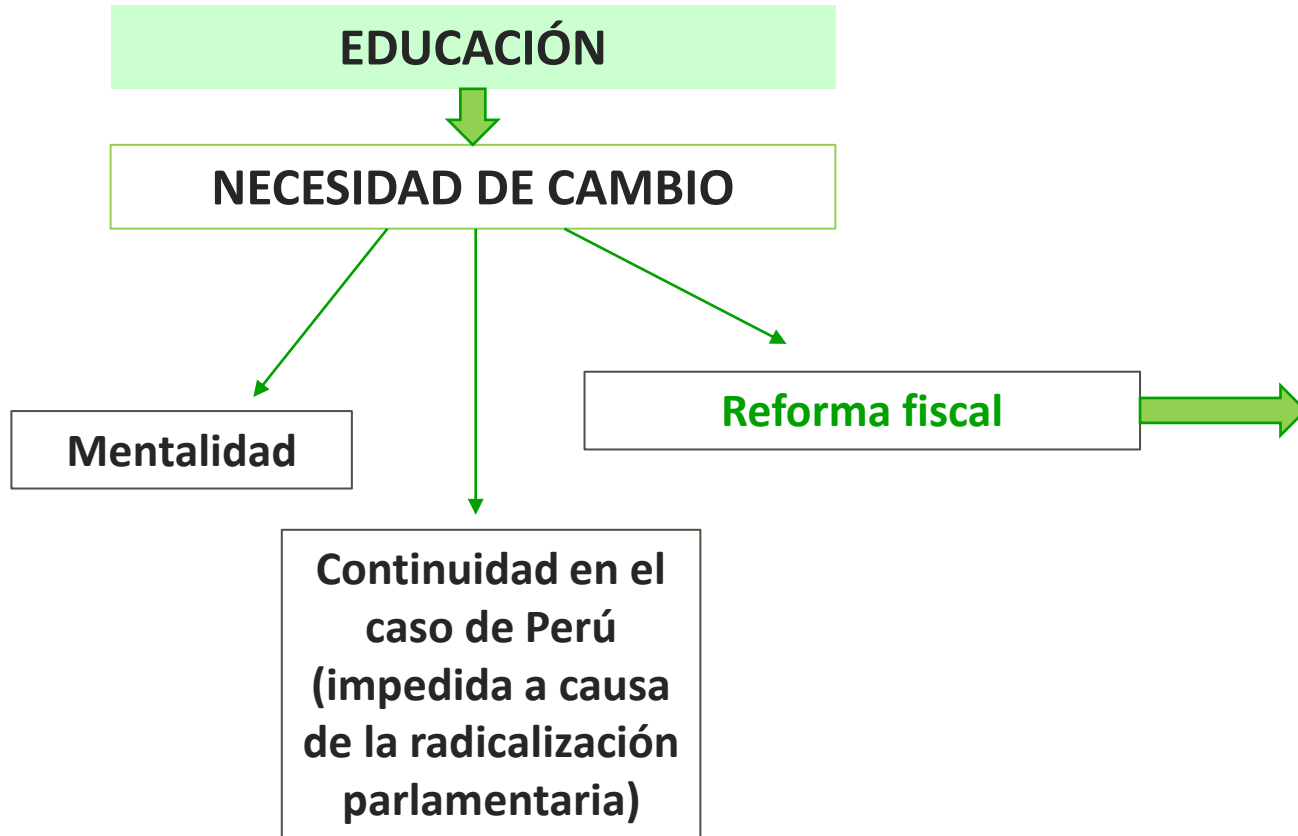 EDUCACIÓN
NECESIDAD DE CAMBIO
Mentalidad
Reforma fiscal
Continuidad en el
caso de Perú
(impedida a causa
de la radicalización
parlamentaria)